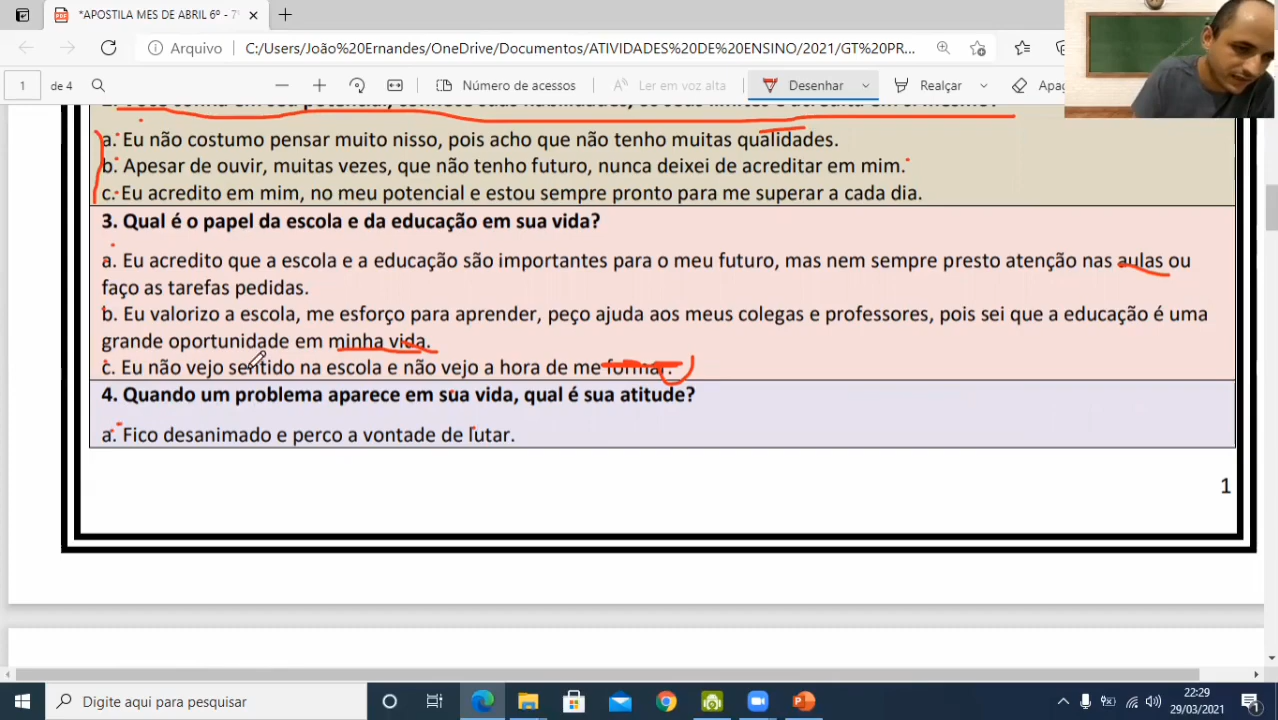 *APOSTILA MES DE ABRIL 6º - 7º
Arquivo C:/Users/João%20Ernandes/OneDrive/Documentos/ATIVIDADES%20DE%20ENSINO/2021/GT%20PR...
1 de 4 Número de acessos Ler em voz alta Desenhar Realçar Apag
a. Eu não costumo pensar muito nisso, pois acho que não tenho muitas qualidades.
b. Apesar de ouvir, muitas vezes, que não tenho futuro, nunca deixei de acreditar em mim.
c. Eu acredito em mim, no meu potencial e estou sempre pronto para me superar a cada dia.
3. Qual é o papel da escola e da educação em sua vida?
a. Eu acredito que a escola e a educação são importantes para o meu futuro, mas nem sempre presto atenção nas aulas ou
faço as tarefas pedidas.
b. Eu valorizo a escola, me esforço para aprender, peço ajuda aos meus colegas e professores, pois sei que a educação é uma
grande oportunidade em minha vida.
c. Eu não vejo sentido na escola e não vejo a hora de me formar.
4. Quando um problema aparece em sua vida, qual é sua atitude?
a. Fico desanimado e perco a vontade de lutar.
1
Digite aqui para pesquisar
22:29
29/03/2021
1